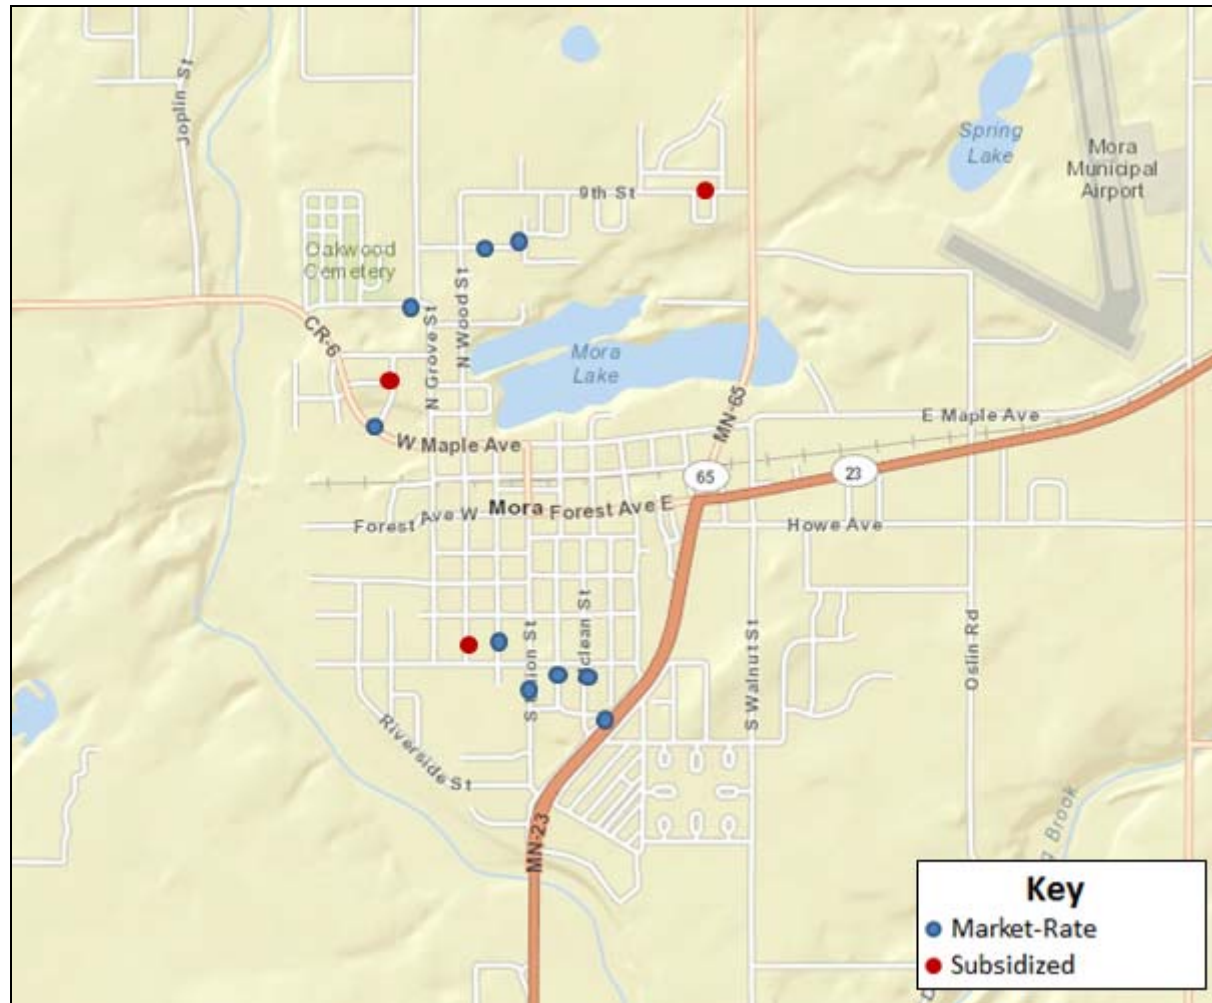 Joplin St
Spring
Lake
Mora
Municipal
Airport
9th St
Oakwood
Cemetery
CR-6
N Grove St
N Wood St
Mora
Lake
MN-65
E Maple Ave
W Maple Ave
65
23
Mora
Forest Ave W
Forest Ave E
Howe Ave
S Union St
Mclean St
S Walnut St
Oslin Rd
Riverside St
MN-23
Brook
Key
Market-Rate
Subsidized